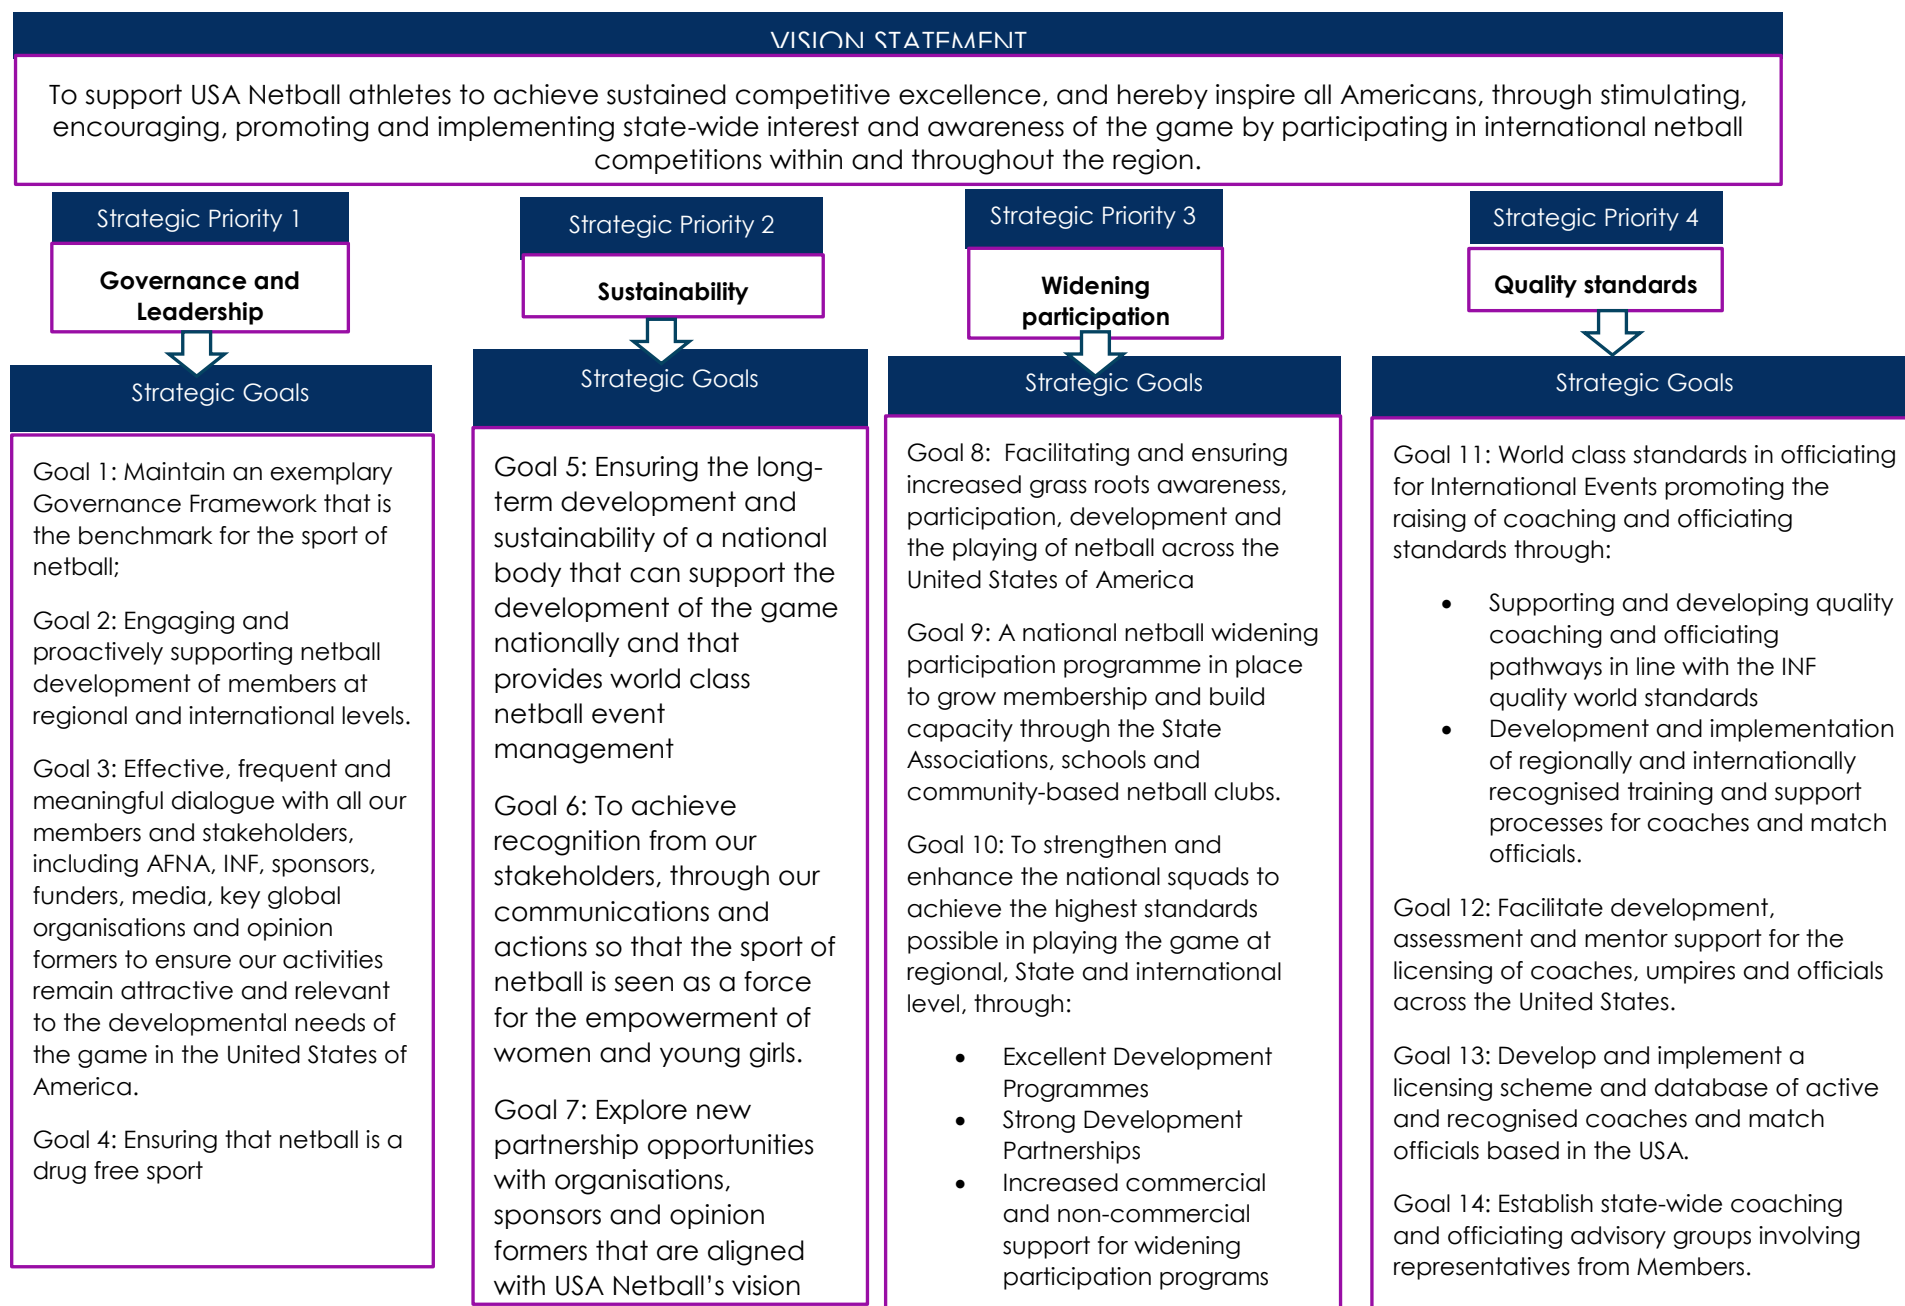 VISION STATEMENT
To support USA Netball athletes to achieve sustained competitive excellence, and hereby inspire all Americans, through stimulating,
encouraging, promoting and implementing state-wide interest and awareness of the game by participating in international netball
competitions within and throughout the region.
Strategic Priority 1
Governance and
Leadership
Strategic Goals
Goal 1: Maintain an exemplary
Governance Framework that is
the benchmark for the sport of
netball;
Goal 2: Engaging and
proactively supporting netball
development of members at
regional and international levels.
Goal 3: Effective, frequent and
meaningful dialogue with all our
members and stakeholders,
including AFNA, INF, sponsors,
funders, media, key global
organisations and opinion
formers to ensure our activities
remain attractive and relevant
to the developmental needs of
the game in the United States of
America.
Goal 4: Ensuring that netball is a
drug free sport
Strategic Priority 2
Sustainability
Strategic Goals
Goal 5: Ensuring the long-
term development and
sustainability of a national
body that can support the
development of the game
nationally and that
provides world class
netball event
management
Goal 6: To achieve
recognition from our
stakeholders, through our
communications and
actions so that the sport of
netball is seen as a force
for the empowerment of
women and young girls.
Goal 7: Explore new
partnership opportunities
with organisations,
sponsors and opinion
formers that are aligned
with USA Netball's vision
Strategic Priority 3
Widening
participation
Strategic Goals
Goal 8:  Facilitating and ensuring
increased grass roots awareness,
participation, development and
the playing of netball across the
United States of America
Goal 9: A national netball widening
participation programme in place
to grow membership and build
capacity through the State
Associations, schools and
community-based netball clubs.
Goal 10: To strengthen and
enhance the national squads to
achieve the highest standards
possible in playing the game at
regional, State and international
level, through:
• Excellent Development
Programmes
• Strong Development
Partnerships
• Increased commercial
and non-commercial
support for widening
participation programs
Strategic Priority 4
Quality standards
Strategic Goals
Goal 11: World class standards in officiating
for International Events promoting the
raising of coaching and officiating
standards through:
• Supporting and developing quality
coaching and officiating
pathways in line with the INF
quality world standards
• Development and implementation
of regionally and internationally
recognised training and support
processes for coaches and match
officials.
Goal 12: Facilitate development,
assessment and mentor support for the
licensing of coaches, umpires and officials
across the United States.
Goal 13: Develop and implement a
licensing scheme and database of active
and recognised coaches and match
officials based in the USA.
Goal 14: Establish state-wide coaching
and officiating advisory groups involving
representatives from Members.